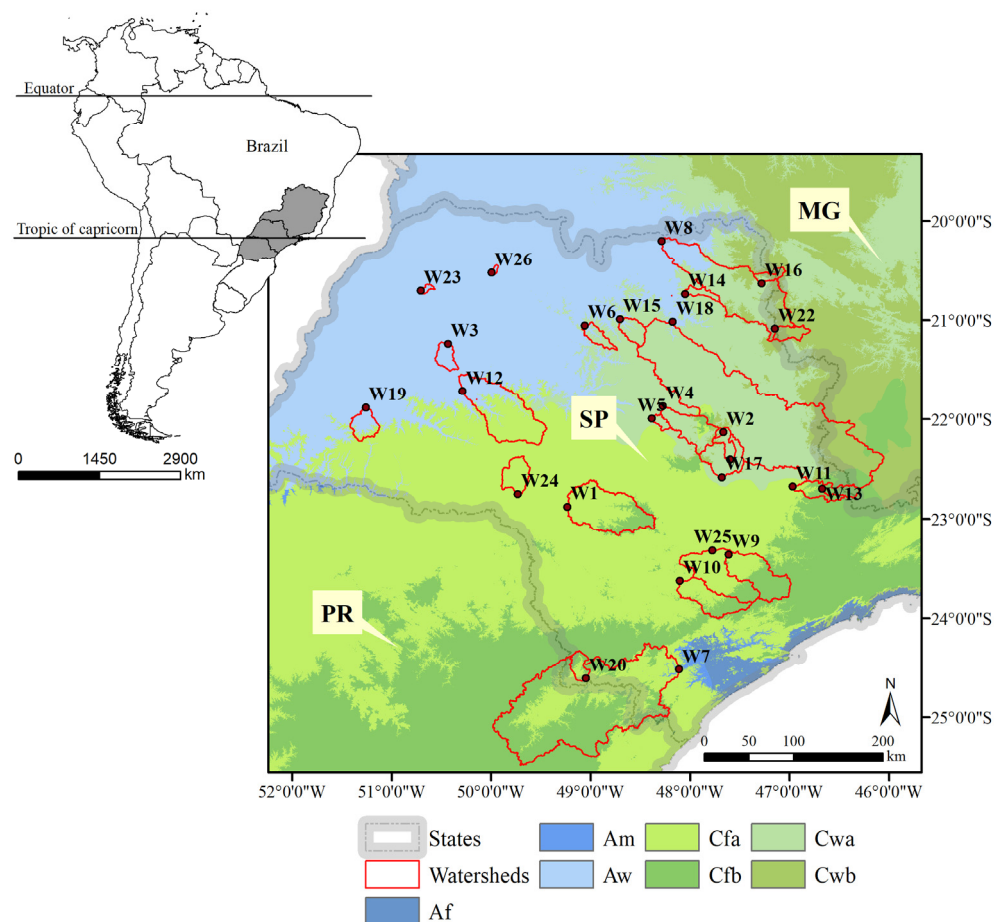 Equator
Brazil
Tropic of capricorn
0 1450 2900
km
MG
SP
PR
W8
W16
W26
W23
W14
W22
W6
W15
W18
W3
W12
W19
W4
W5
W2
W17
W24
W1
W11
W13
W25
W9
W10
W20
W7
20°0'0"S
21°0'0"S
22°0'0"S
23°0'0"S
24°0'0"S
25°0'0"S
N
0 50 100 200
km
52°0'0"W 51°0'0"W 50°0'0"W 49°0'0"W 48°0'0"W 47°0'0"W 46°0'0"W
States Am Cfa Cwa
Watersheds Aw Cfb Cwb
Af